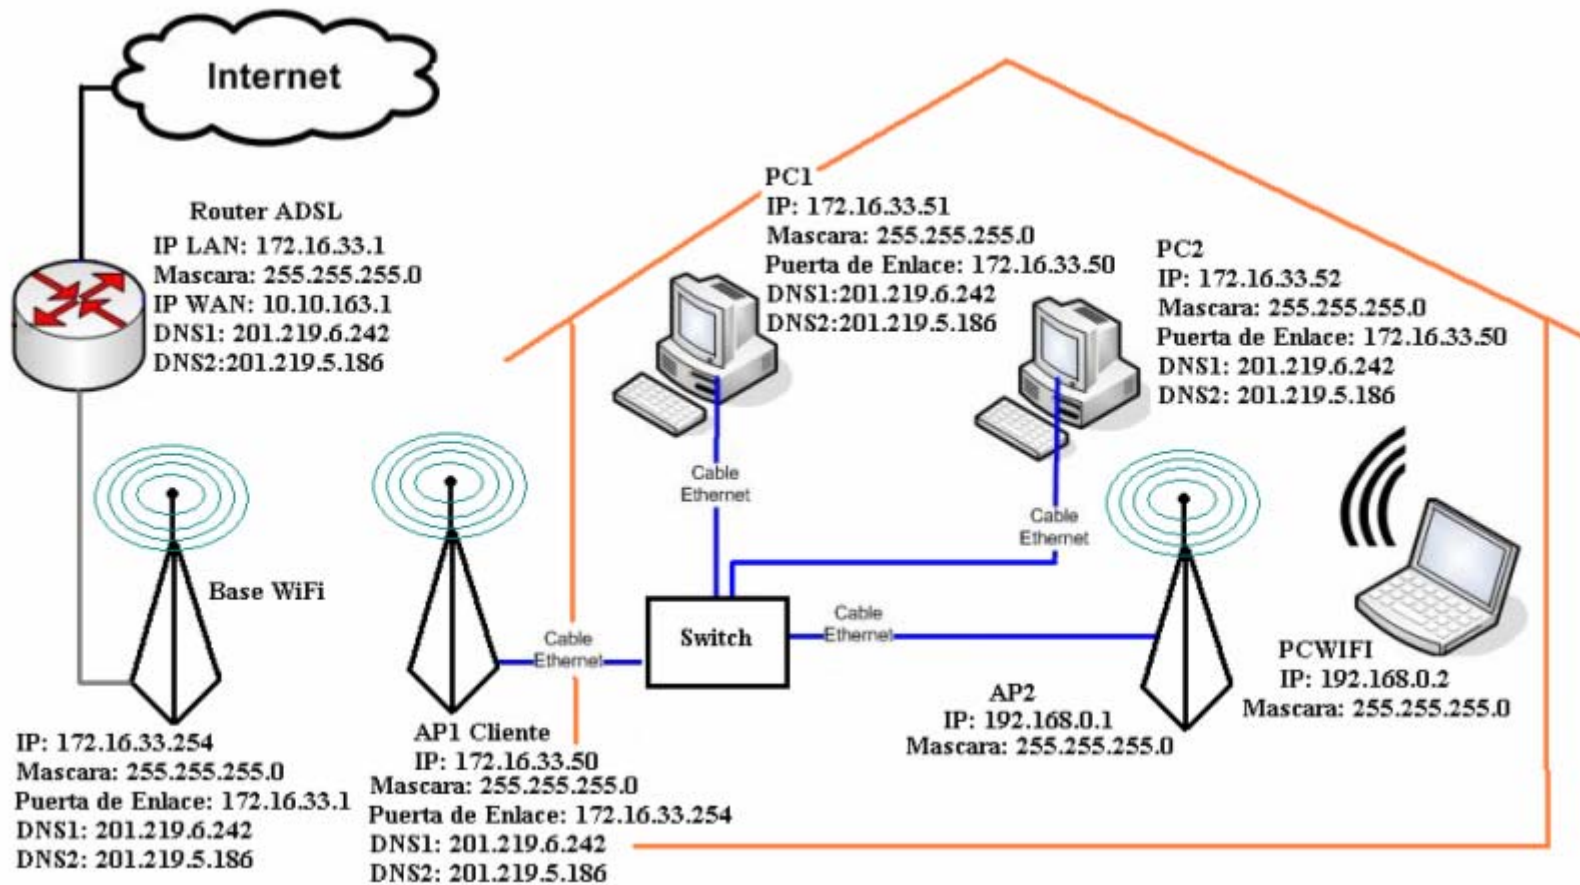 Internet
Router ADSL
IP LAN: 172.16.33.1
Mascara: 255.255.255.0
IP WAN: 10.10.163.1
DNS1: 201.219.6.242
DNS2:201.219.5.186
PC1
IP: 172.16.33.51
Mascara: 255.255.255.0
Puerta de Enlace: 172.16.33.50
DNS1:201.219.6.242
DNS2:201.219.5.186
PC2
IP: 172.16.33.52
Mascara: 255.255.255.0
Puerta de Enlace: 172.16.33.50
DNS1: 201.219.6.242
DNS2: 201.219.5.186
Cable
Ethernet
Cable
Ethernet
Base WiFi
Cable
Ethernet
Switch
Cable
Ethernet
PCWIFI
IP: 192.168.0.2
Mascara: 255.255.255.0
AP2
IP: 192.168.0.1
Mascara: 255.255.255.0
IP: 172.16.33.254
Mascara: 255.255.255.0
Puerta de Enlace: 172.16.33.1
DNS1: 201.219.6.242
DNS2: 201.219.5.186
AP1 Cliente
IP: 172.16.33.50
Mascara: 255.255.255.0
Puerta de Enlace: 172.16.33.254
DNS1: 201.219.6.242
DNS2: 201.219.5.186